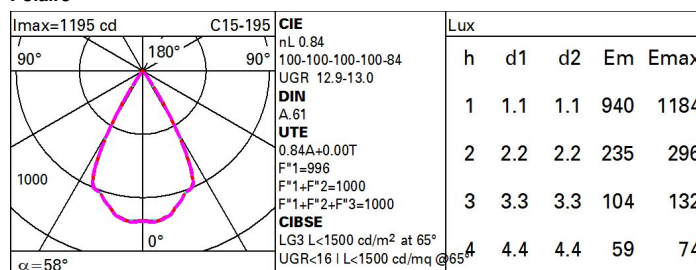 Imax=1195 cd C15-195
90° 180° 90°
1000
0°
α=58°
CIE
nL 0.84
100-100-100-100-84
UGR 12.9-13.0
DIN
A.61
UTE
0.84A+0.00T
F"1=996
F"1+F"2=1000
F"1+F"2+F"3=1000
CIBSE
LG3 L<1500 cd/m² at 65°
UGR<16 | L<1500 cd/mq @65°
Lux
h d1 d2 Em Emax
1 1.1 1.1 940 1184
2 2.2 2.2 235 296
3 3.3 3.3 104 132
4 4.4 4.4 59 74